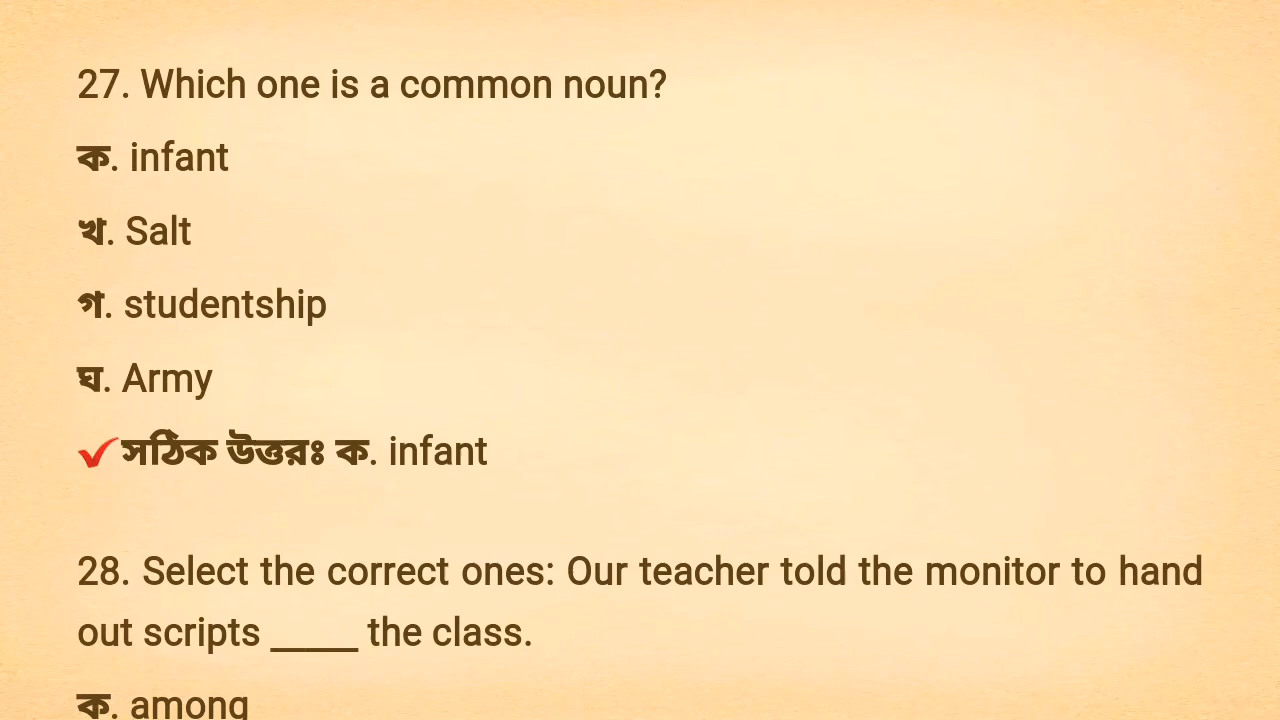 27. Which one is a common noun?
ক. infant
খ. Salt
গ. studentship
ঘ. Army
✔সঠিক উত্তরঃ ক. infant
28. Select the correct ones: Our teacher told the monitor to hand
out scripts _____ the class.
ক. among